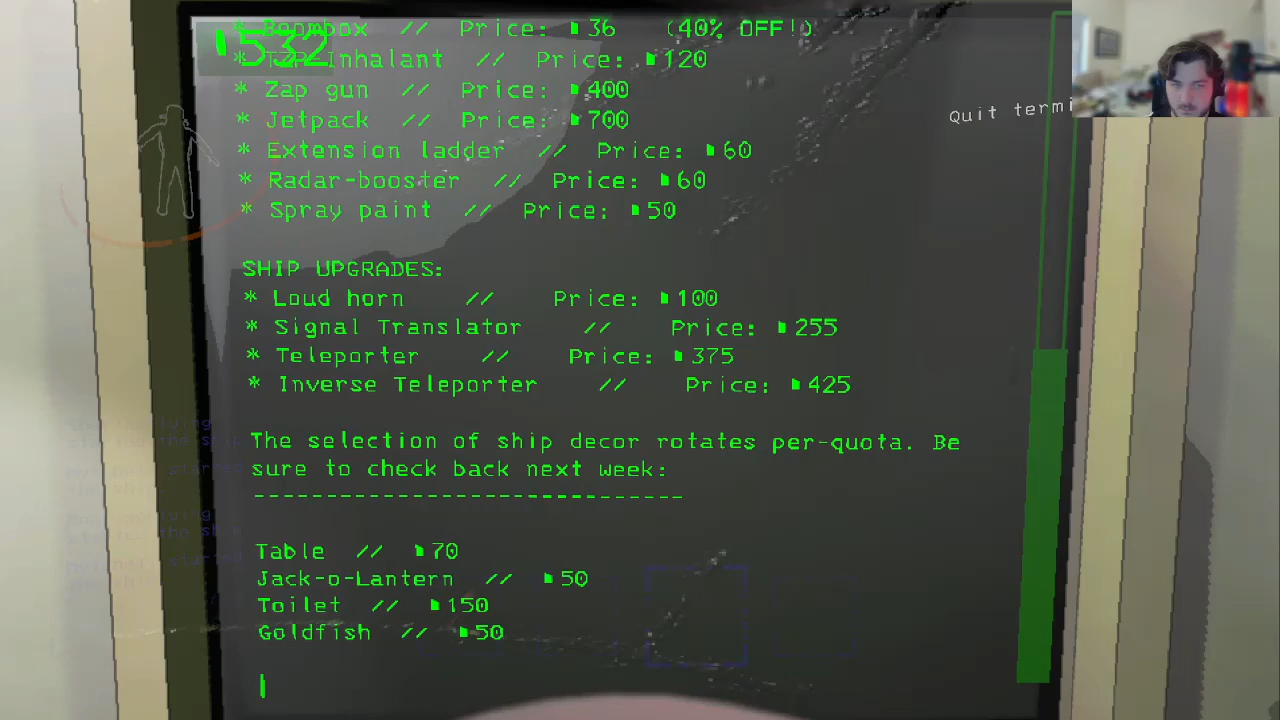 * Boombox // Price: ▮36 (40% OFF!)
▮532
* TZP-Inhalant // Price: ▮120
* Zap gun // Price: ▮400
* Jetpack // Price: ▮700
Quit termi
* Extension ladder // Price: ▮60
* Radar-booster // Price: ▮60
* Spray paint // Price: ▮50
SHIP UPGRADES:
* Loud horn // Price: ▮100
* Signal Translator // Price: ▮255
* Teleporter // Price: ▮375
* Inverse Teleporter // Price: ▮425
The selection of ship decor rotates per-quota. Be
sure to check back next week:
------------------------------
Table // ▮70
Jack-o-Lantern // ▮50
Toilet // ▮150
Goldfish // ▮50